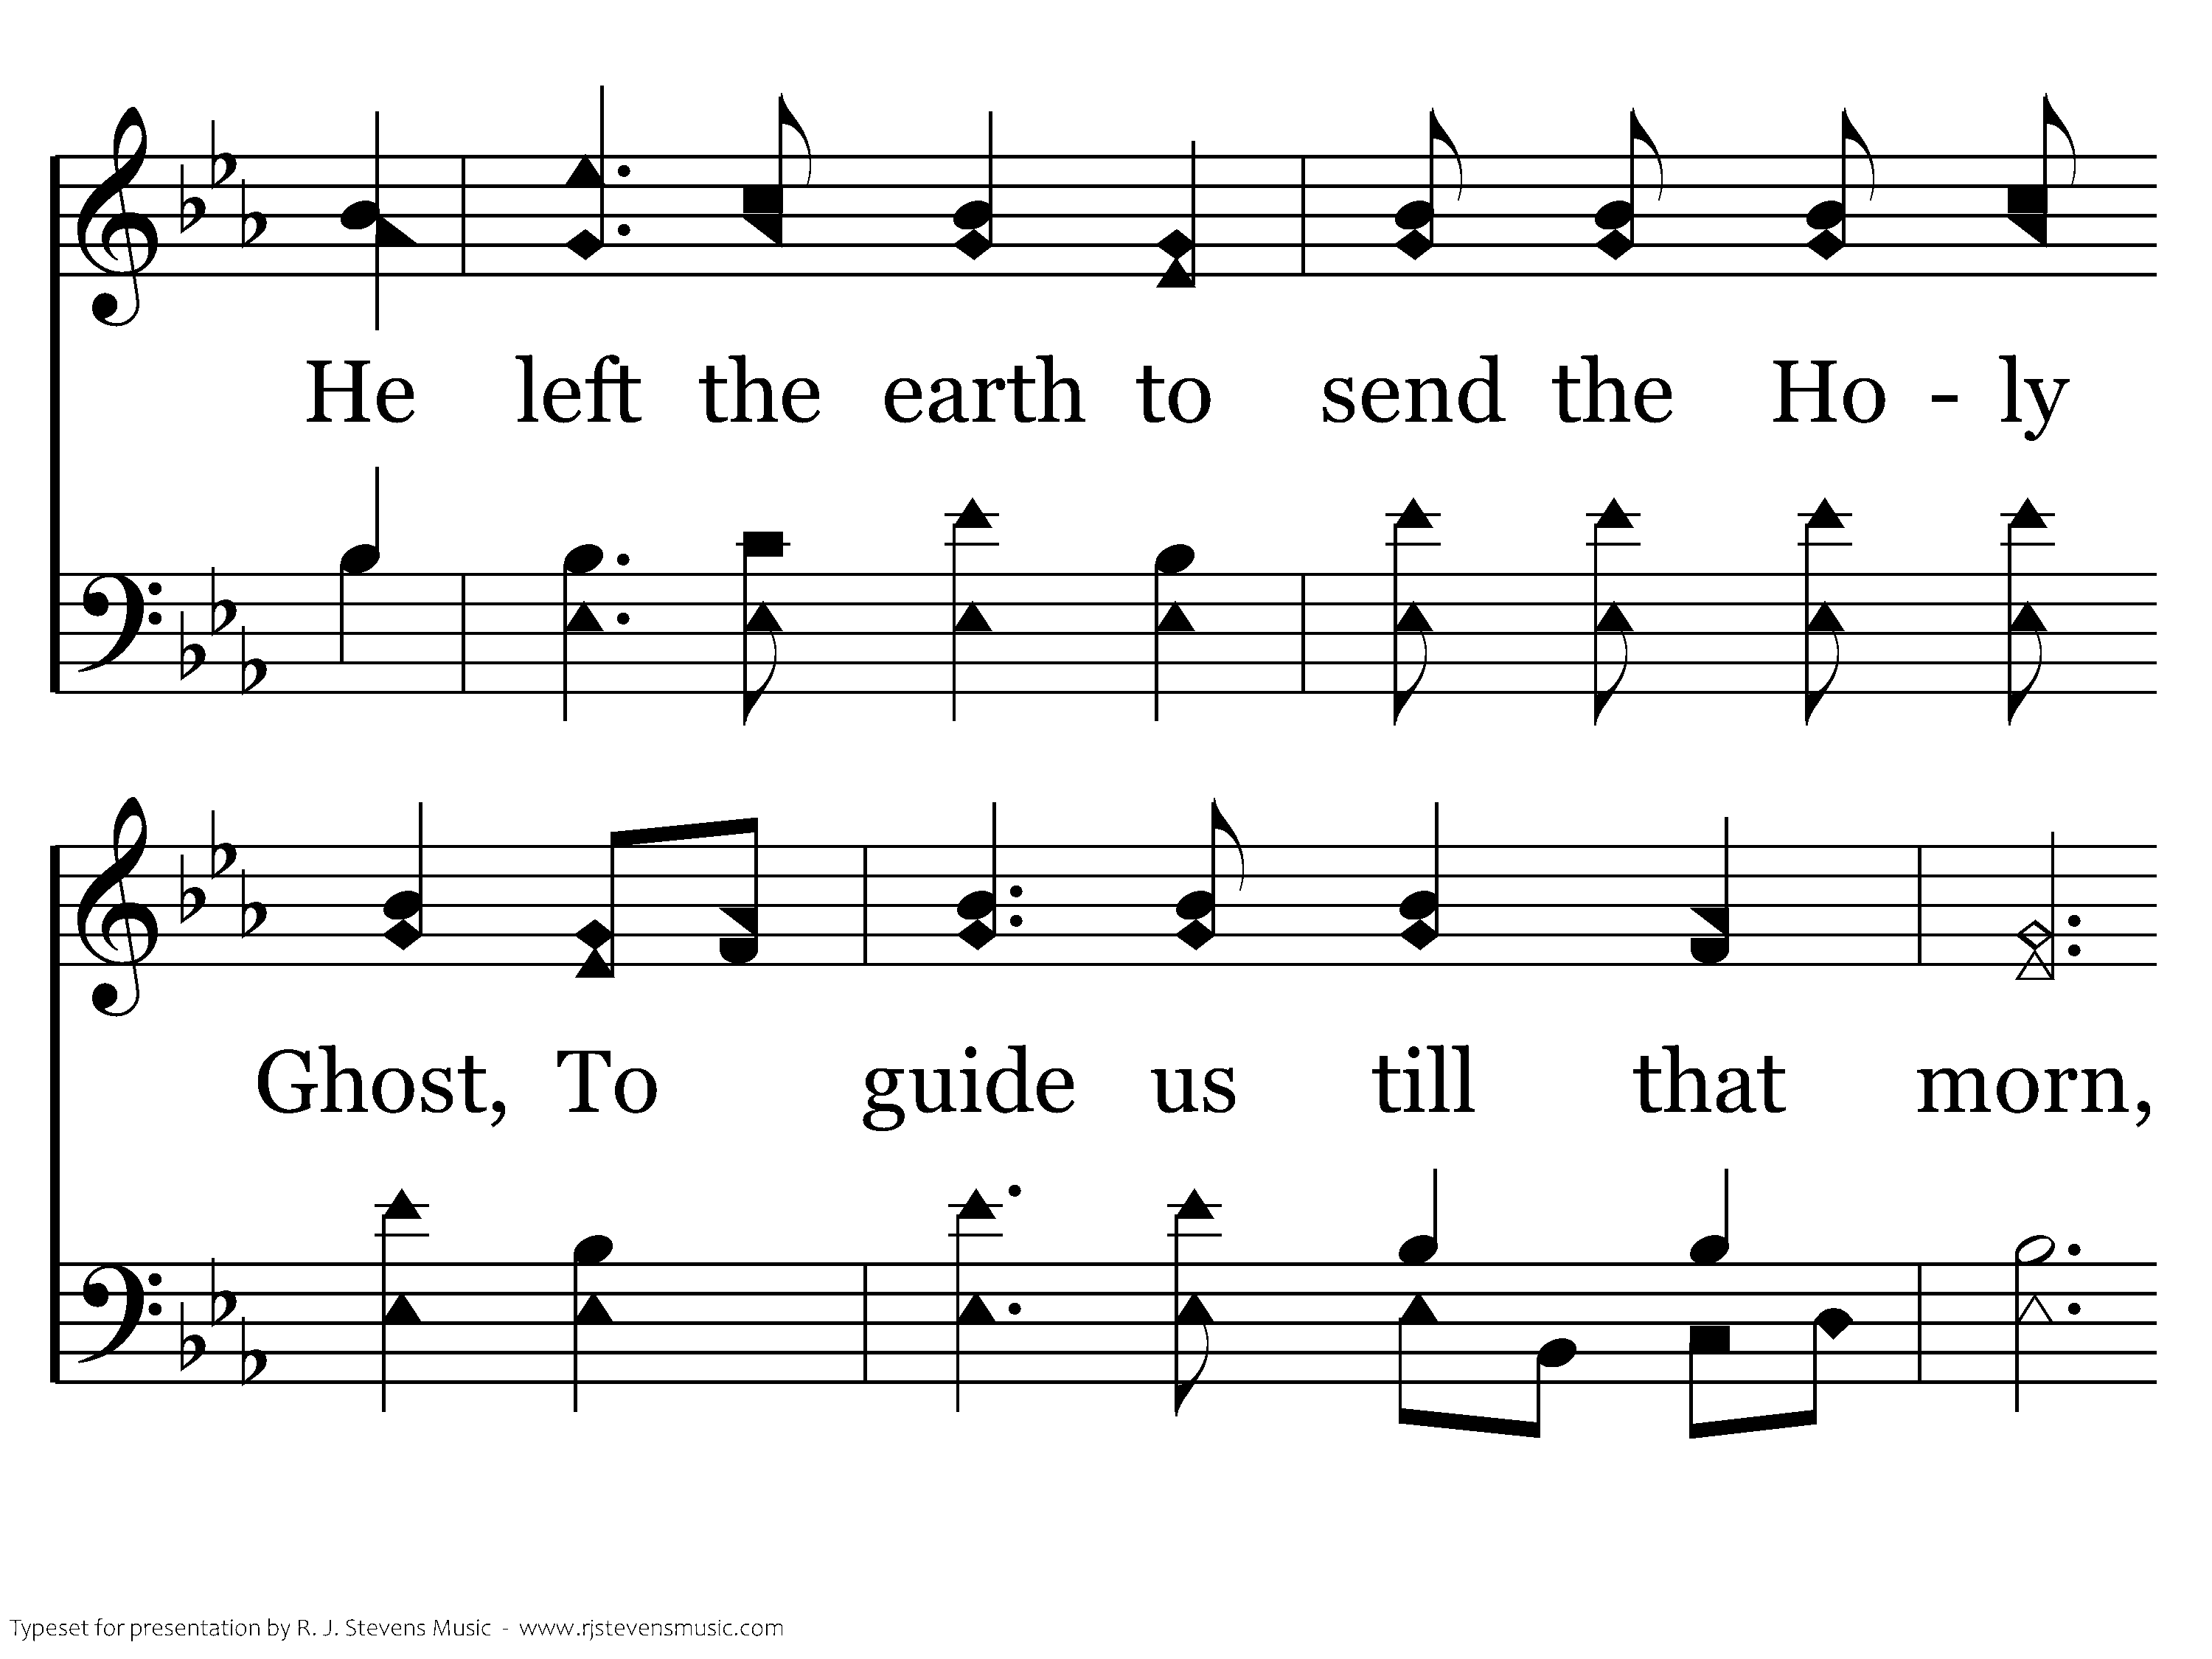 He left the earth to send the Ho - ly
Ghost, To guide us till that morn,
Typeset for presentation by R. J. Stevens Music - www.rjstevensmusic.com